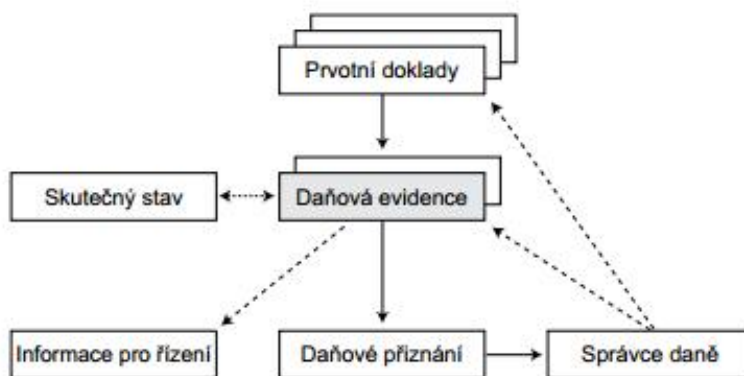 Prvotní doklady
Skutečný stav
Daňová evidence
Informace pro řízení
Daňové přiznání
Správce daně